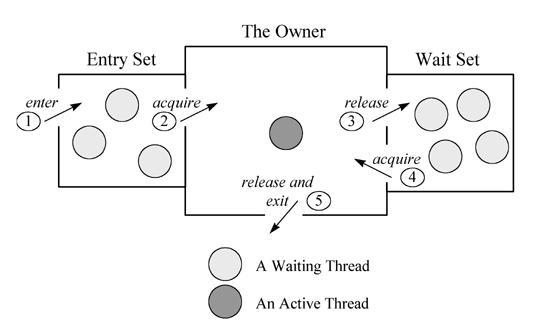 The Owner
Entry Set
Wait Set
enter
1
acquire
2
release
3
acquire
4
release and
exit
5
A Waiting Thread
An Active Thread